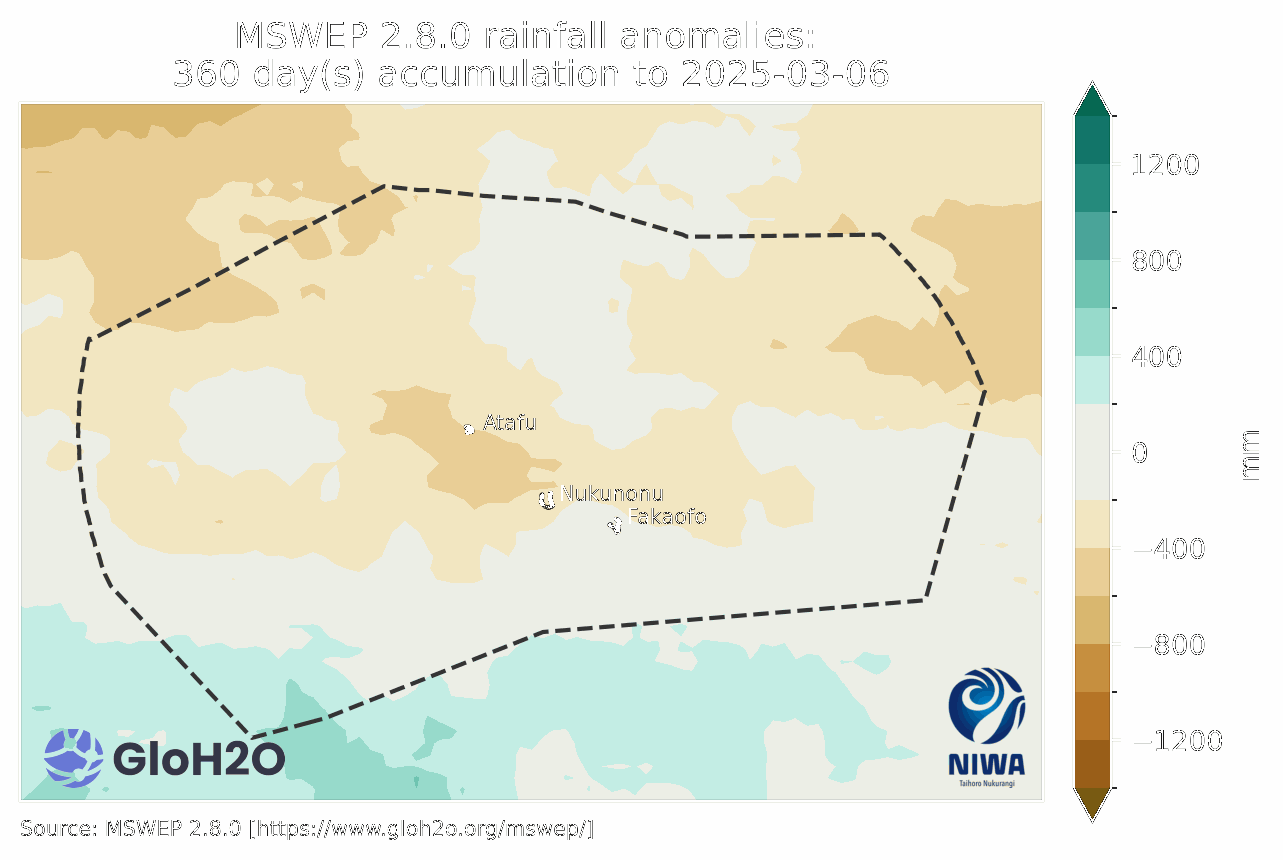 MSWEP 2.8.0 rainfall anomalies:
360 day(s) accumulation to 2025-03-06
1200
800
400
0
−400
−800
−1200
mm
Atafu
Nukunonu
Fakaofo
GloH2O
NIWA
Taihoro Nukurangi
Source: MSWEP 2.8.0 [https://www.gloh2o.org/mswep/]